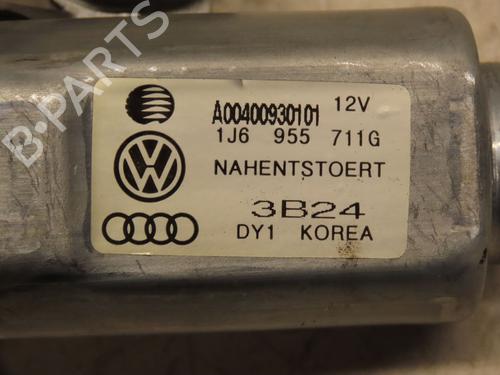 A00400930101 12V
1J6 955 711G
NAHENTSTOERT
3B24
DY1 KOREA
B-PARTS